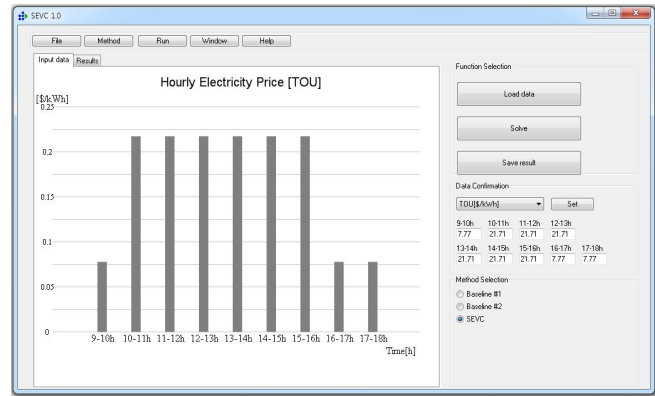 SEVC 1.0
File Method Run Window Help
Input data Results
Hourly Electricity Price [TOU]
[$/kWh]
0.25
0.2
0.15
0.1
0.05
0
9-10h 10-11h 11-12h 12-13h 13-14h 14-15h 15-16h 16-17h 17-18h
Time[h]
Function Selection
Load data
Solve
Save result
Data Confirmation
TOU[$/kWh] Set
9-10h 10-11h 11-12h 12-13h
7.77 21.71 21.71 21.71
13-14h 14-15h 15-16h 16-17h 17-18h
21.71 21.71 21.71 7.77 7.77
Method Selection
Baseline #1
Baseline #2
SEVC